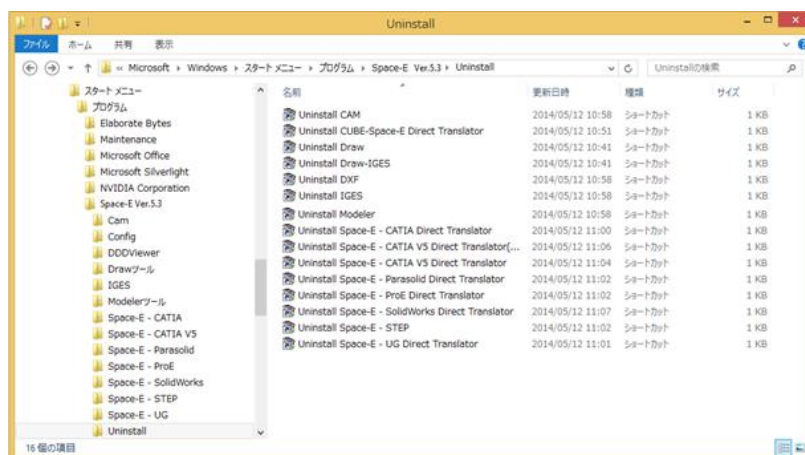 Uninstall
ファイル ホーム 共有 表示
« Microsoft ▸ Windows ▸ スタート メニュー ▸ プログラム ▸ Space-E Ver.5.3 ▸ Uninstall
Uninstallの検索
スタート メニュー
プログラム
Elaborate Bytes
Maintenance
Microsoft Office
Microsoft Silverlight
NVIDIA Corporation
Space-E Ver.5.3
Cam
Config
DDDViewer
Drawツール
IGES
Modelerツール
Space-E - CATIA
Space-E - CATIA V5
Space-E - Parasolid
Space-E - ProE
Space-E - SolidWorks
Space-E - STEP
Space-E - UG
Uninstall
名前 更新日時 種類 サイズ
Uninstall CAM 2014/05/12 10:58 ショートカット 1 KB
Uninstall CUBE-Space-E Direct Translator 2014/05/12 10:51 ショートカット 1 KB
Uninstall Draw 2014/05/12 10:41 ショートカット 1 KB
Uninstall Draw-IGES 2014/05/12 10:41 ショートカット 1 KB
Uninstall DXF 2014/05/12 10:58 ショートカット 1 KB
Uninstall IGES 2014/05/12 10:58 ショートカット 1 KB
Uninstall Modeler 2014/05/12 10:58 ショートカット 1 KB
Uninstall Space-E - CATIA Direct Translator 2014/05/12 11:00 ショートカット 1 KB
Uninstall Space-E - CATIA V5 Direct Translator(... 2014/05/12 11:06 ショートカット 1 KB
Uninstall Space-E - CATIA V5 Direct Translator 2014/05/12 11:04 ショートカット 1 KB
Uninstall Space-E - Parasolid Direct Translator 2014/05/12 11:02 ショートカット 1 KB
Uninstall Space-E - ProE Direct Translator 2014/05/12 11:02 ショートカット 1 KB
Uninstall Space-E - SolidWorks Direct Translator 2014/05/12 11:07 ショートカット 1 KB
Uninstall Space-E - STEP 2014/05/12 11:02 ショートカット 1 KB
Uninstall Space-E - UG Direct Translator 2014/05/12 11:01 ショートカット 1 KB
16 個の項目